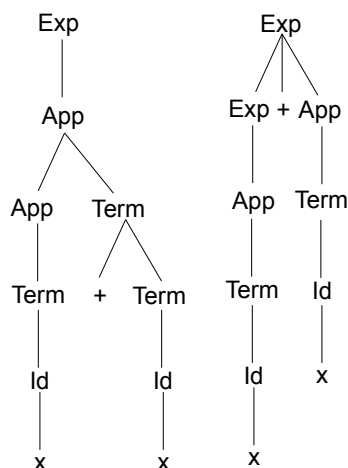 Exp Exp
App Exp + App
App Term App Term
Term + Term Term Id
Id Id Id x
x x x